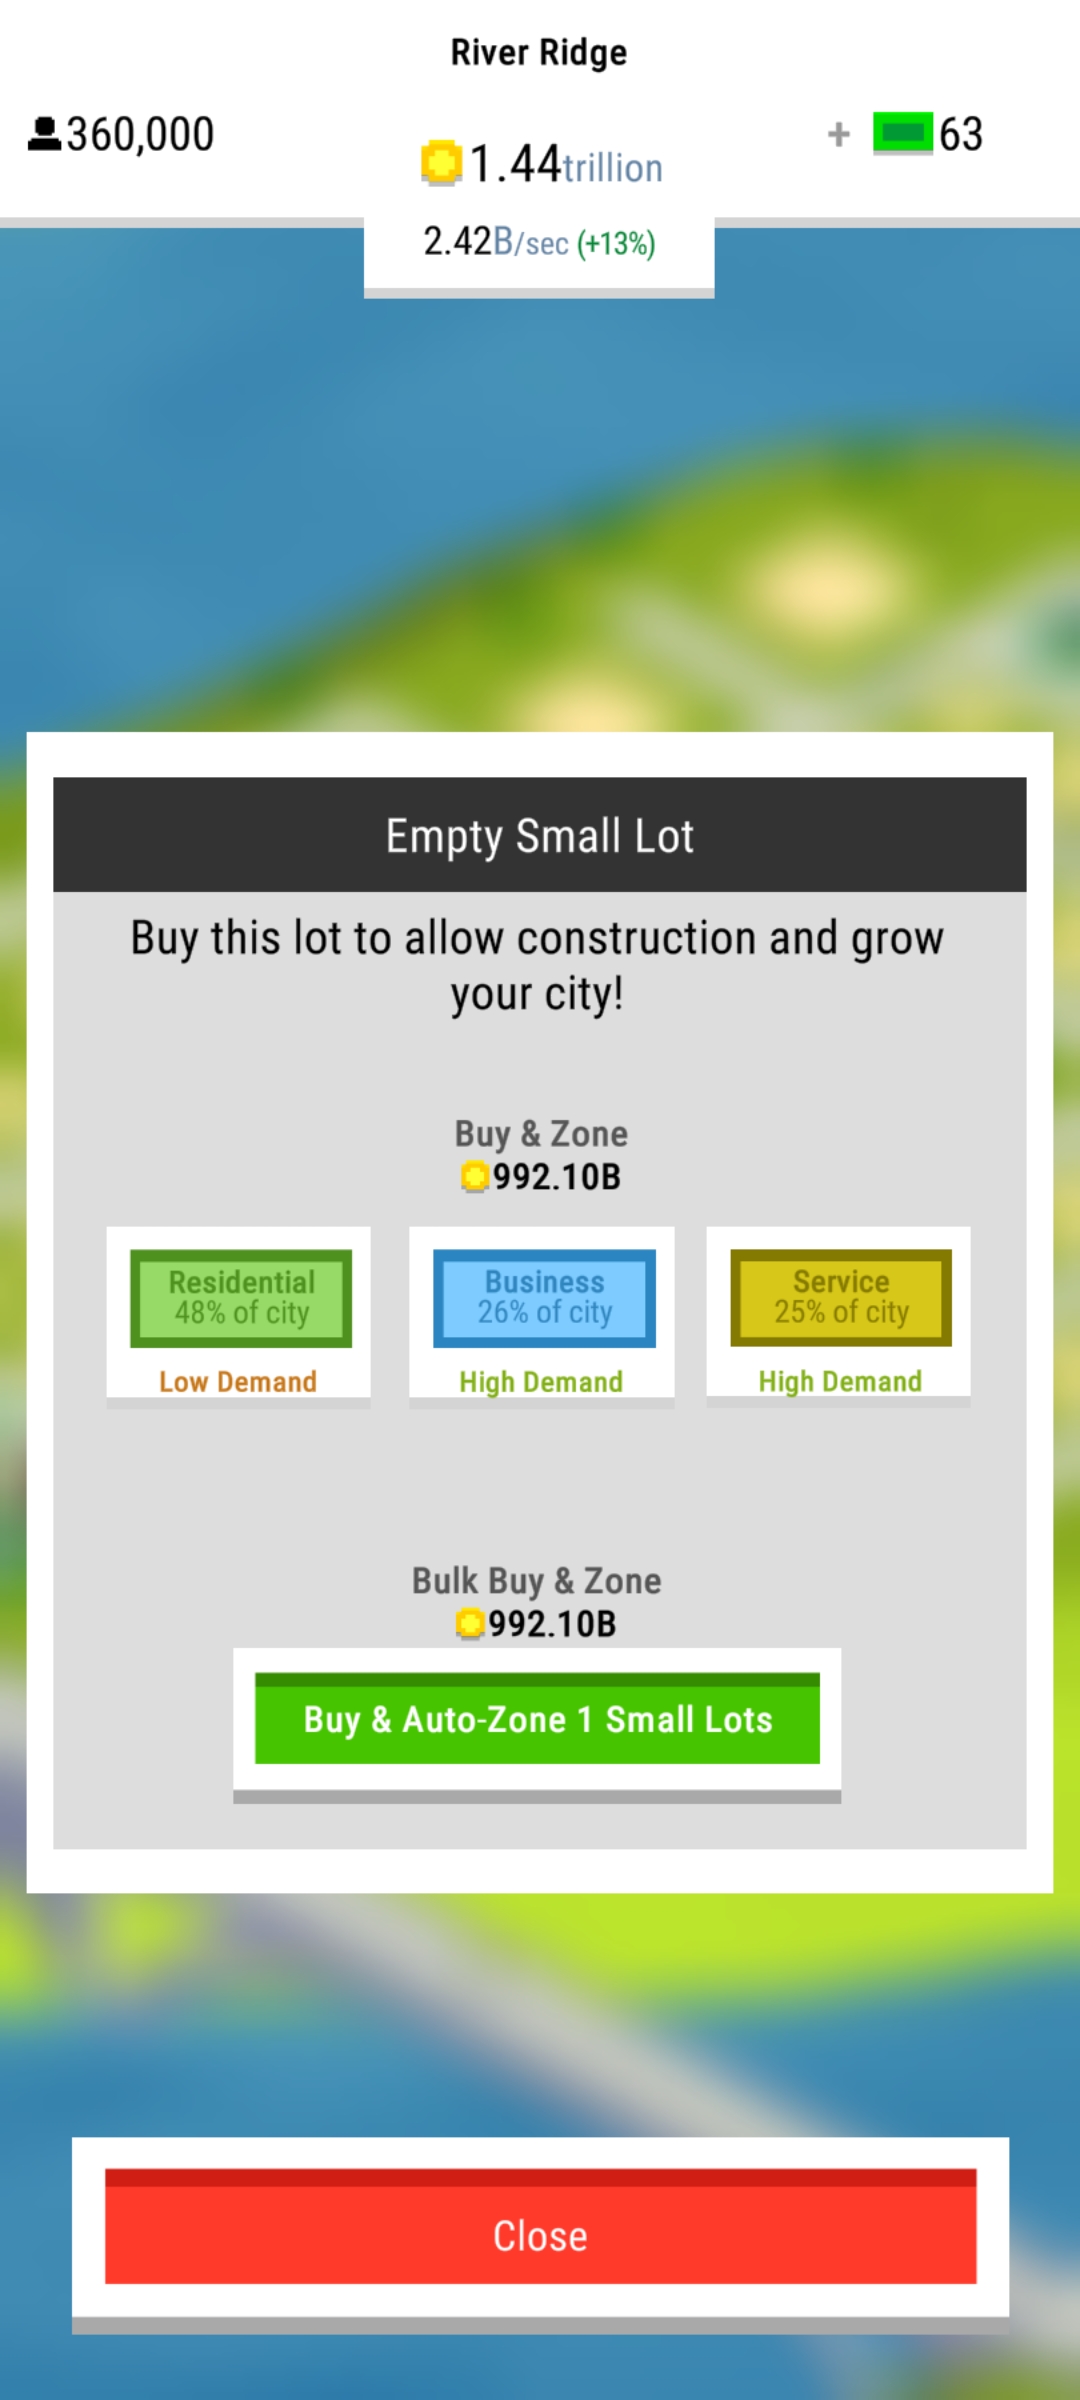 River Ridge
360,000
1.44trillion
+ 63
2.42B/sec (+13%)
Empty Small Lot
Buy this lot to allow construction and grow
your city!
Buy & Zone
992.10B
Residential
48% of city
Low Demand
Business
26% of city
High Demand
Service
25% of city
High Demand
Bulk Buy & Zone
992.10B
Buy & Auto-Zone 1 Small Lots
Close